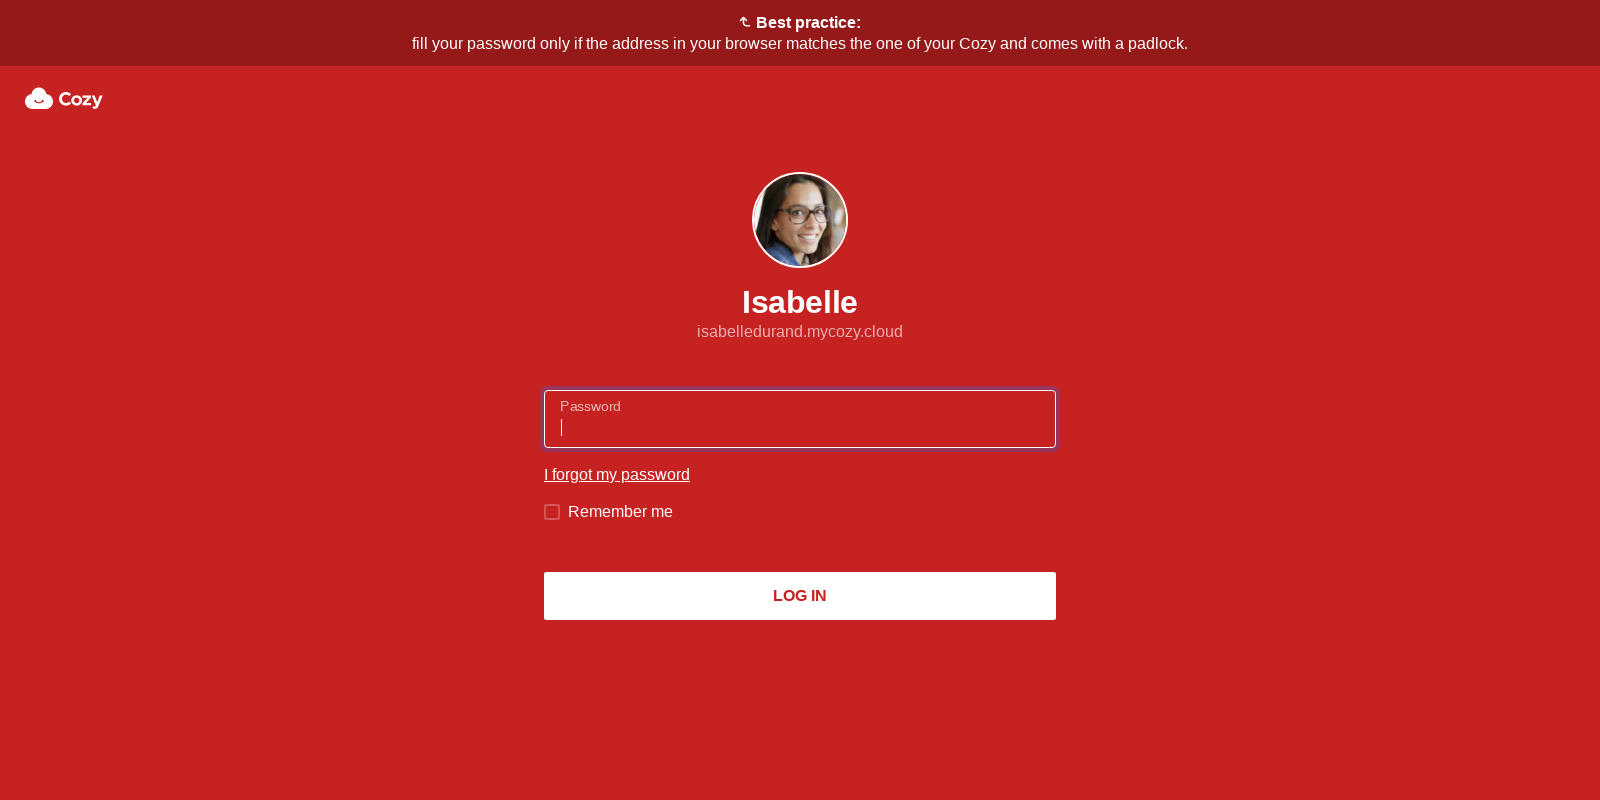 Best practice:
fill your password only if the address in your browser matches the one of your Cozy and comes with a padlock.
Cozy
Isabelle
isabelledurand.mycozy.cloud
Password
I forgot my password
Remember me
LOG IN